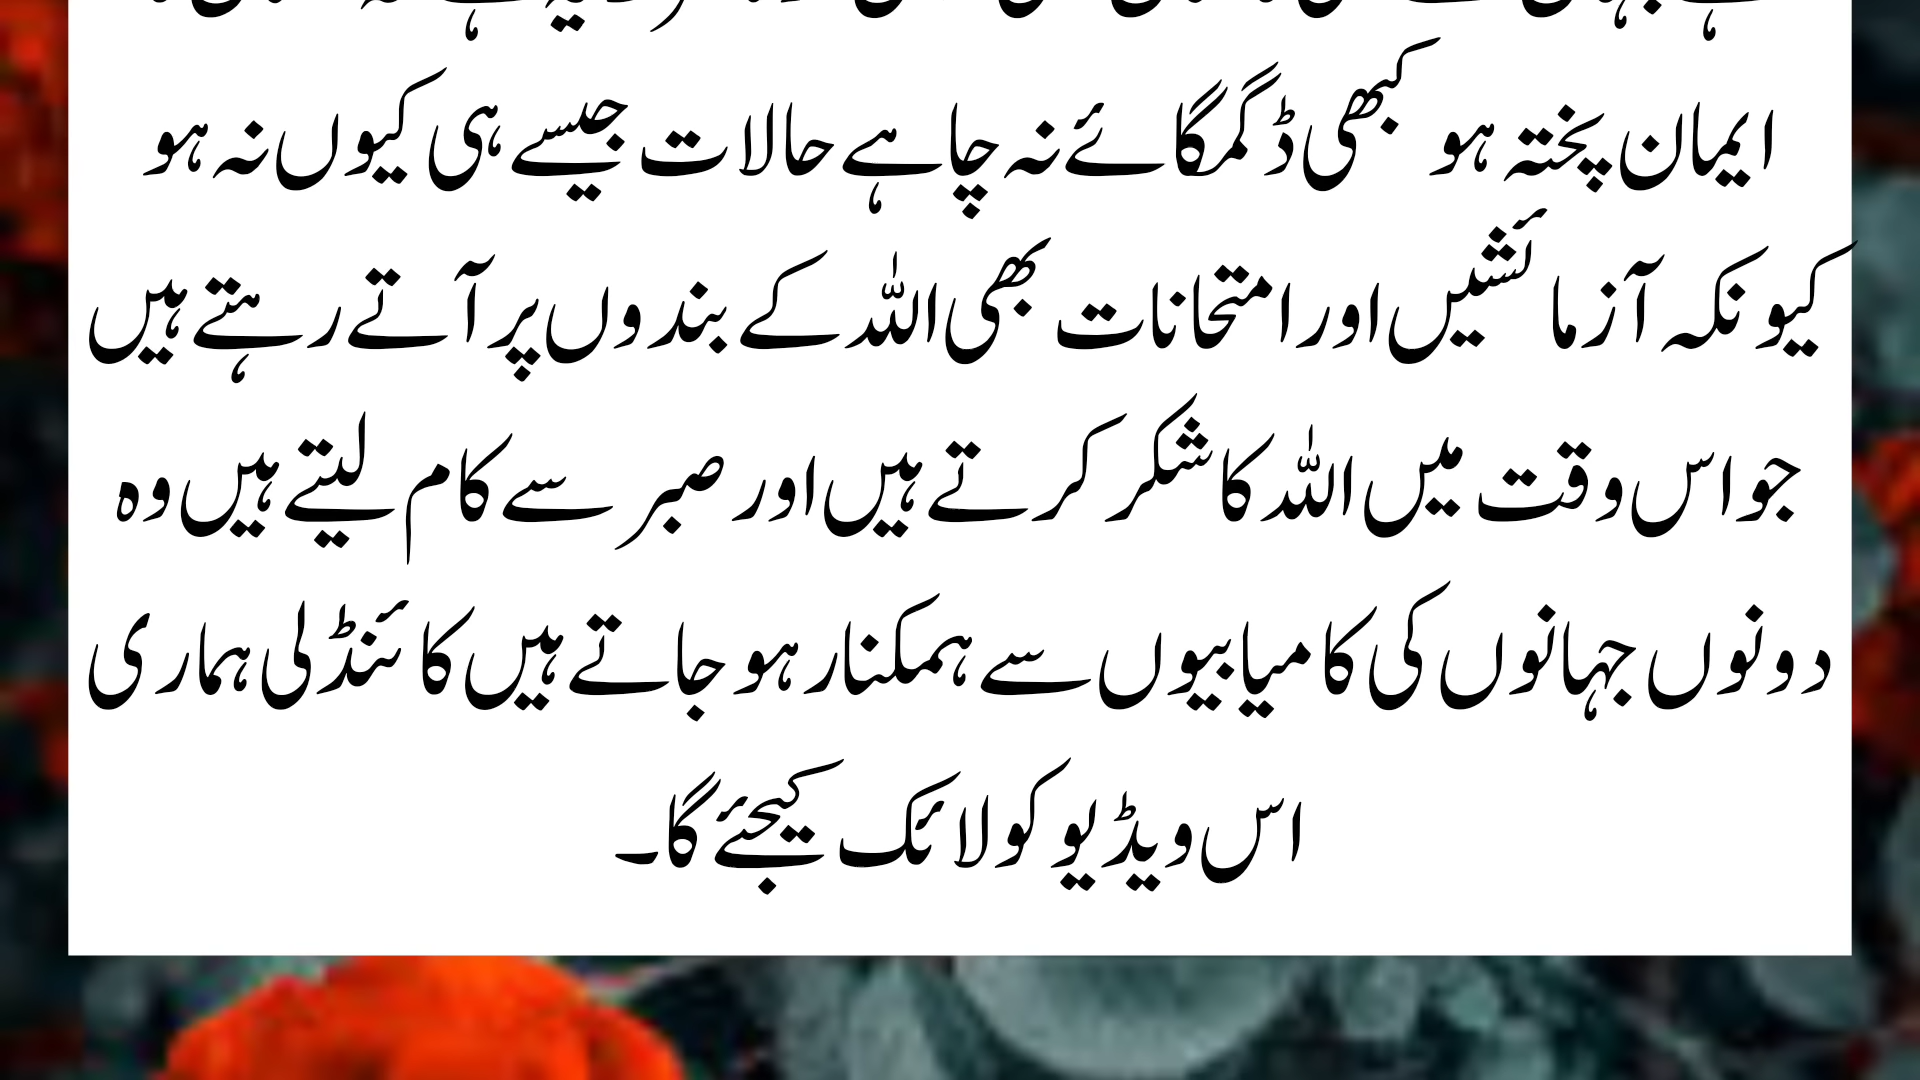 ایمان پختہ ہو کبھی ڈگمگائے نہ چاہے حالات جیسے ہی کیوں نہ ہو
کیونکہ آزمائشیں اور امتحانات بھی اللہ کے بندوں پر آتے رہتے ہیں
جو اس وقت میں اللہ کا شکر کرتے ہیں اور صبر سے کام لیتے ہیں وہ
دونوں جہانوں کی کامیابیوں سے ہمکنار ہو جاتے ہیں کائنڈلی ہماری
اس ویڈیو کو لائک کیجئے گا۔